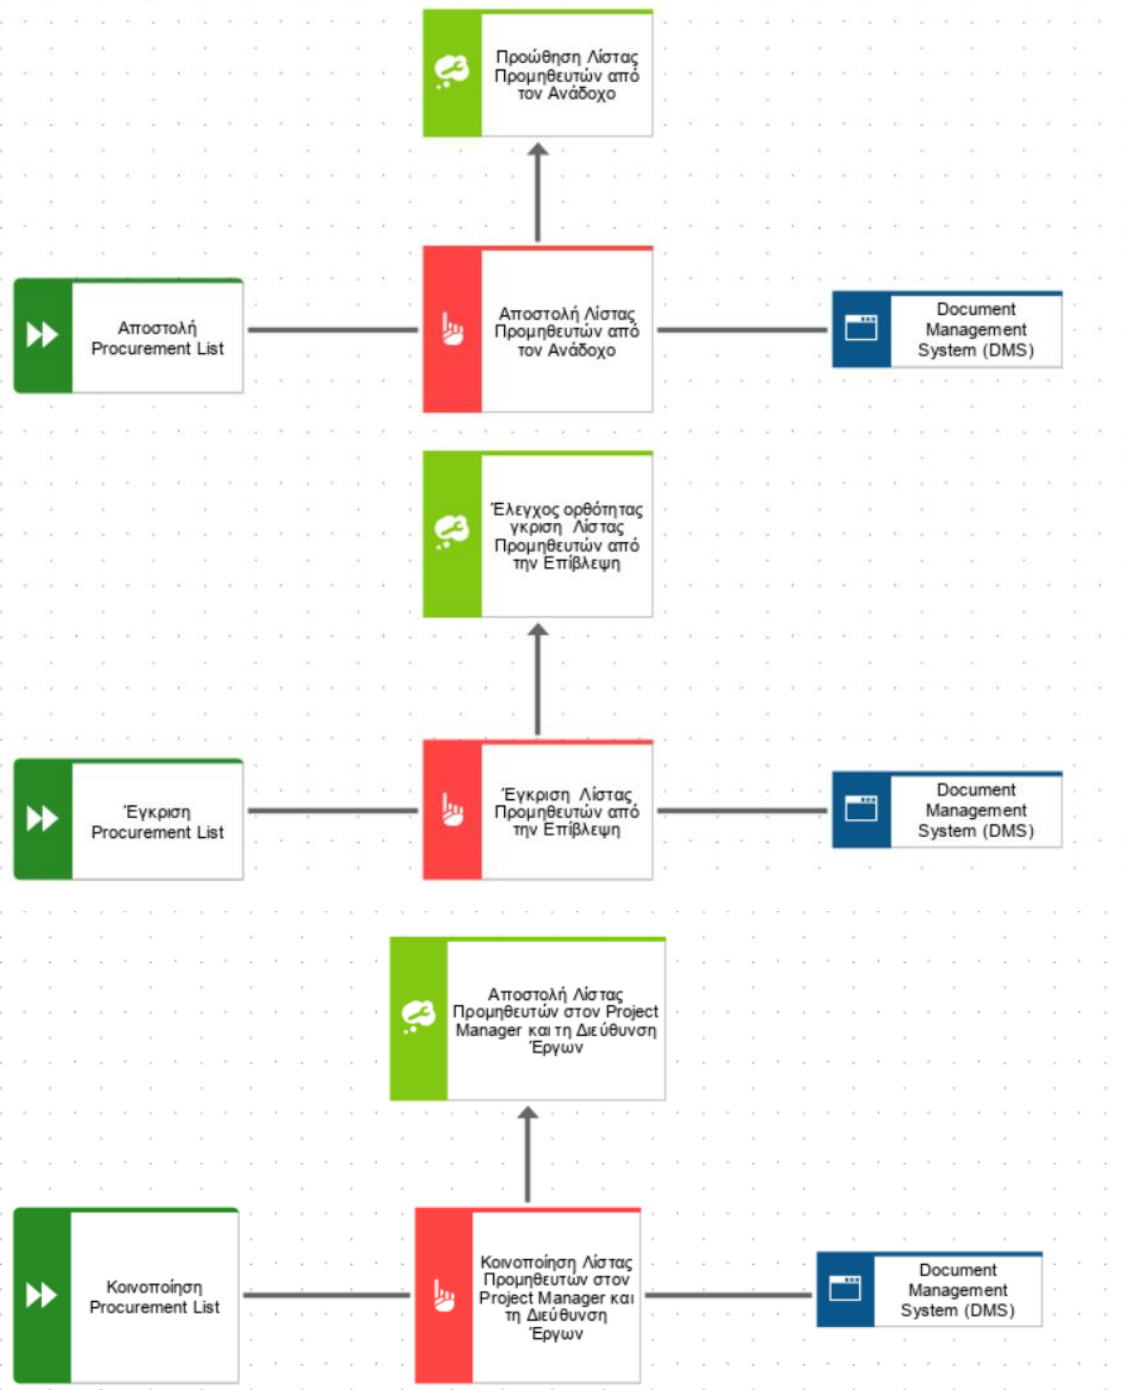 Προώθηση Λίστας
Προμηθευτών από
τον Ανάδοχο
Αποστολή
Procurement List
Αποστολή Λίστας
Προμηθευτών από
τον Ανάδοχο
Document
Management
System (DMS)
Έλεγχος ορθότητας
γκριση Λίστας
Προμηθευτών από
την Επίβλεψη
Έγκριση
Procurement List
Έγκριση Λίστας
Προμηθευτών από
την Επίβλεψη
Document
Management
System (DMS)
Αποστολή Λίστας
Προμηθευτών στον Project
Manager και τη Διεύθυνση
Έργων
Κοινοποίηση
Procurement List
Κοινοποίηση Λίστας
Προμηθευτών στον
Project Manager και
τη Διεύθυνση
Έργων
Document
Management
System (DMS)